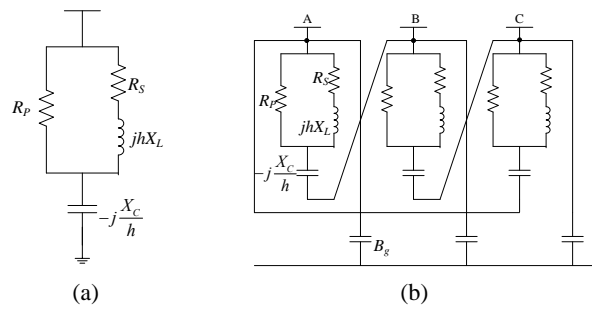 R_S
R_P
jhX_L
-j X_C/h
(a)
A B C
R_S
R_P
jhX_L
-j X_C/h
B_g
(b)